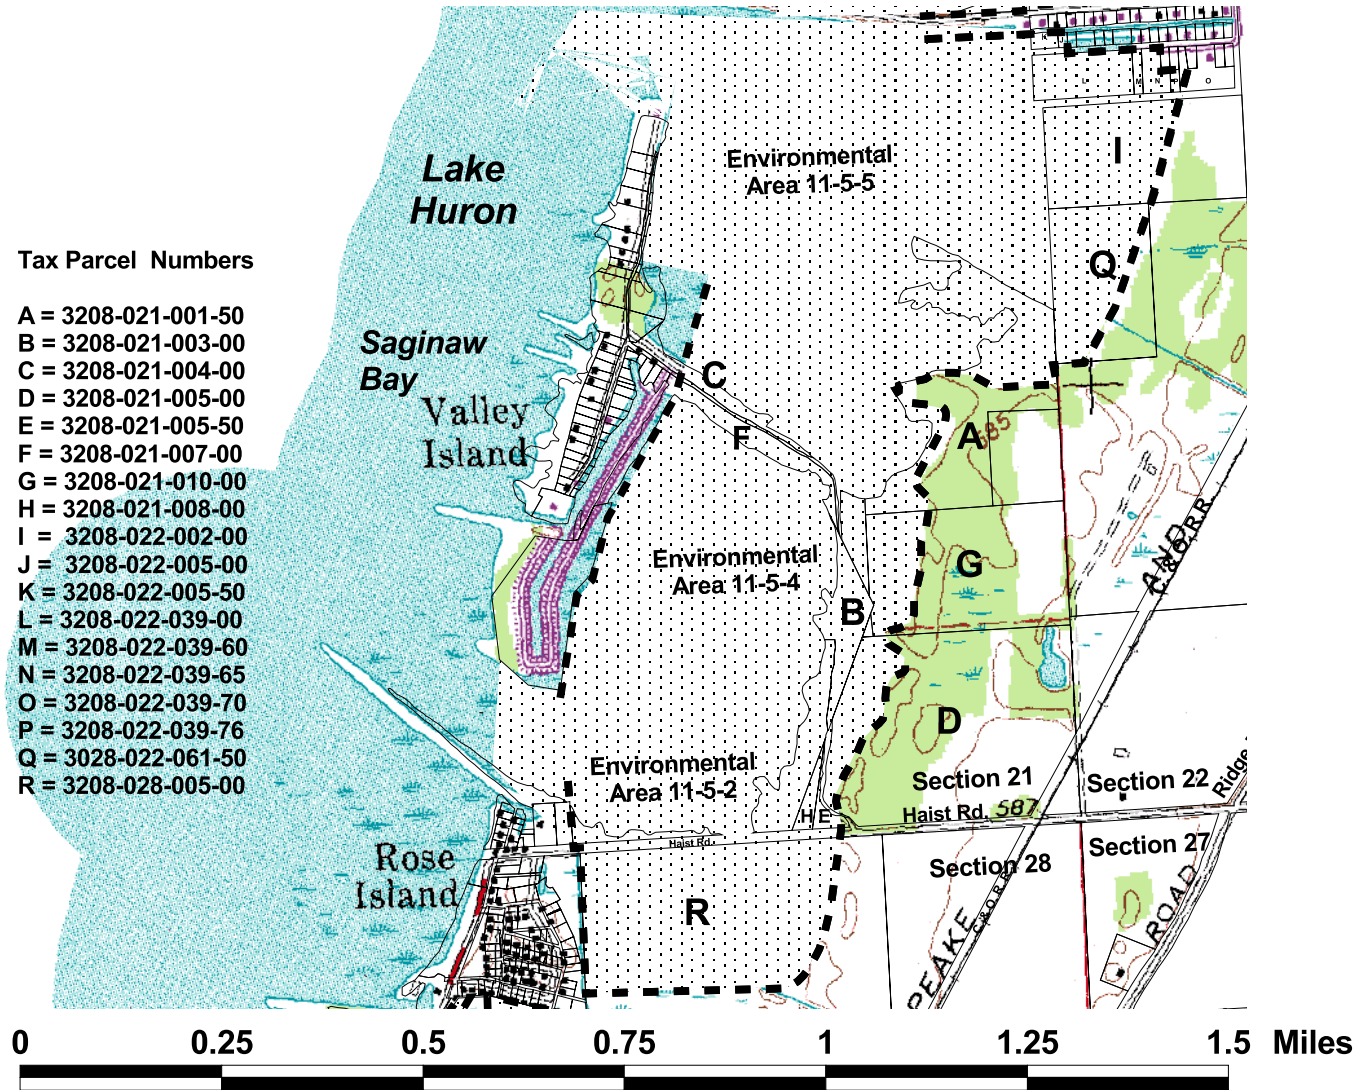 K
J
L
M
N
P
O
I
Environmental
Area 11-5-5
Lake
Huron
Tax Parcel Numbers
A = 3208-021-001-50
B = 3208-021-003-00
C = 3208-021-004-00
D = 3208-021-005-00
E = 3208-021-005-50
F = 3208-021-007-00
G = 3208-021-010-00
H = 3208-021-008-00
I = 3208-022-002-00
J = 3208-022-005-00
K = 3208-022-005-50
L = 3208-022-039-00
M = 3208-022-039-60
N = 3208-022-039-65
O = 3208-022-039-70
P = 3208-022-039-76
Q = 3028-022-061-50
R = 3208-028-005-00
Q
Saginaw
Bay
C
Valley
Island
F
A
585
AND
C&O.RR.
Environmental
Area 11-5-4
G
B
D
Environmental
Area 11-5-2
Section 21
Section 22
Ridge
H E
Haist Rd.
587
Haist Rd.
Rose
Island
Section 28
Section 27
R
PEAKE
C&O.RR
ROAD
0 0.25 0.5 0.75 1 1.25 1.5 Miles